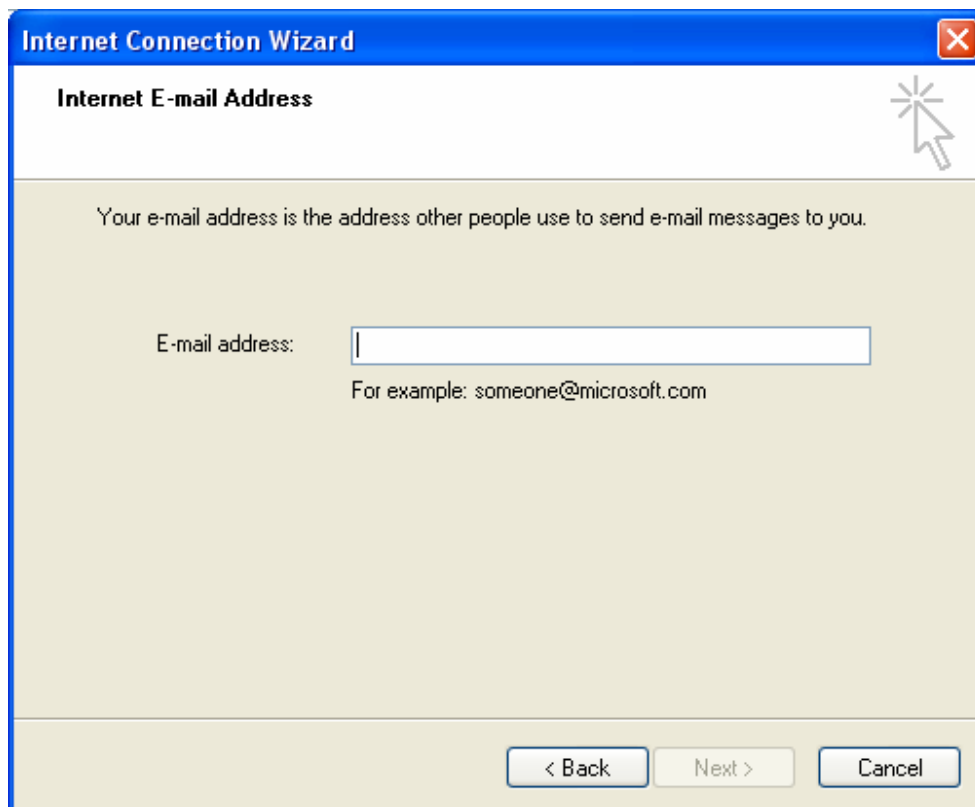 Internet Connection Wizard
Internet E-mail Address
Your e-mail address is the address other people use to send e-mail messages to you.
E-mail address:
For example: someone@microsoft.com
< Back Next > Cancel